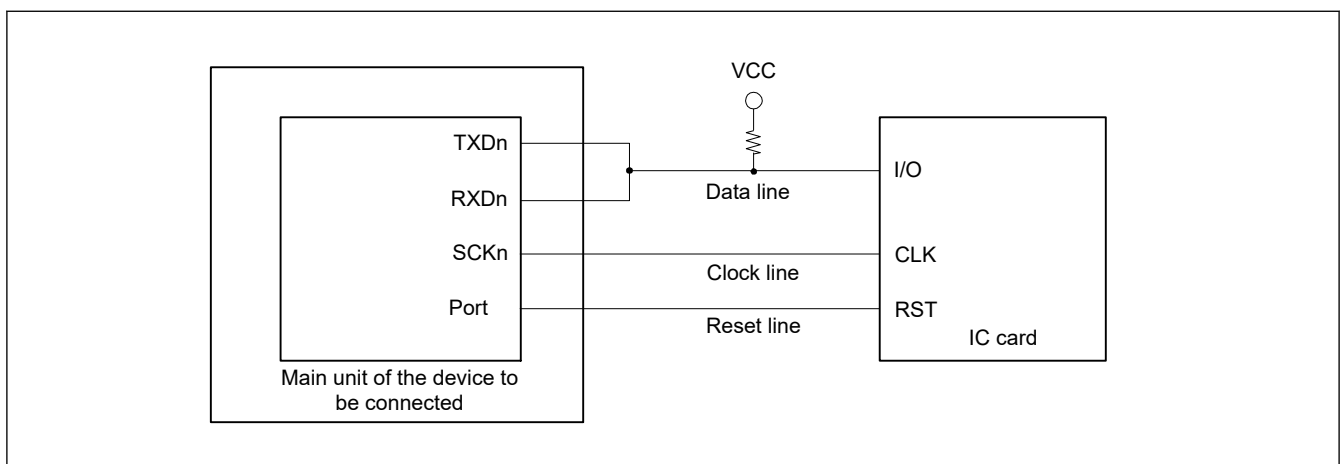 VCC
TXDn
RXDn
SCKn
Port
Data line
Clock line
Reset line
I/O
CLK
RST
IC card
Main unit of the device to
be connected